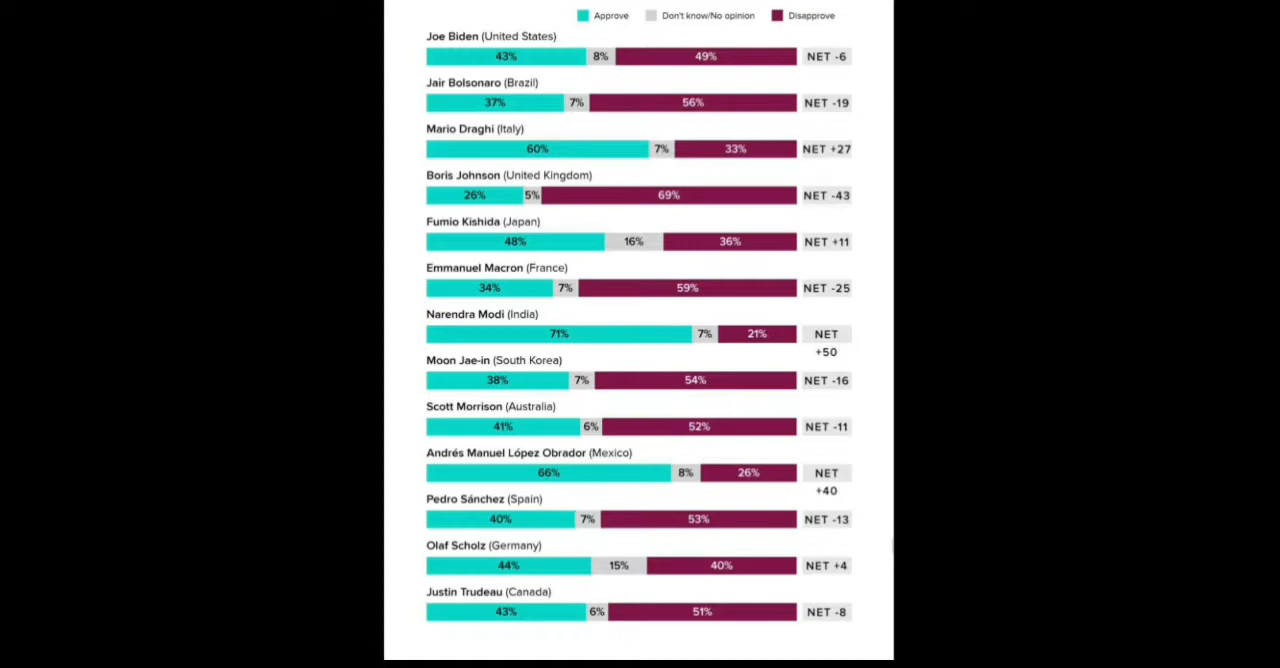 Approve Don't know/No opinion Disapprove
Joe Biden (United States)
43% 8% 49% NET -6
Jair Bolsonaro (Brazil)
37% 7% 56% NET -19
Mario Draghi (Italy)
60% 7% 33% NET +27
Boris Johnson (United Kingdom)
26% 5% 69% NET -43
Fumio Kishida (Japan)
48% 16% 36% NET +11
Emmanuel Macron (France)
34% 7% 59% NET -25
Narendra Modi (India)
71% 7% 21% NET
+50
Moon Jae-in (South Korea)
38% 7% 54% NET -16
Scott Morrison (Australia)
41% 6% 52% NET -11
Andrés Manuel López Obrador (Mexico)
66% 8% 26% NET
+40
Pedro Sánchez (Spain)
40% 7% 53% NET -13
Olaf Scholz (Germany)
44% 15% 40% NET +4
Justin Trudeau (Canada)
43% 6% 51% NET -8